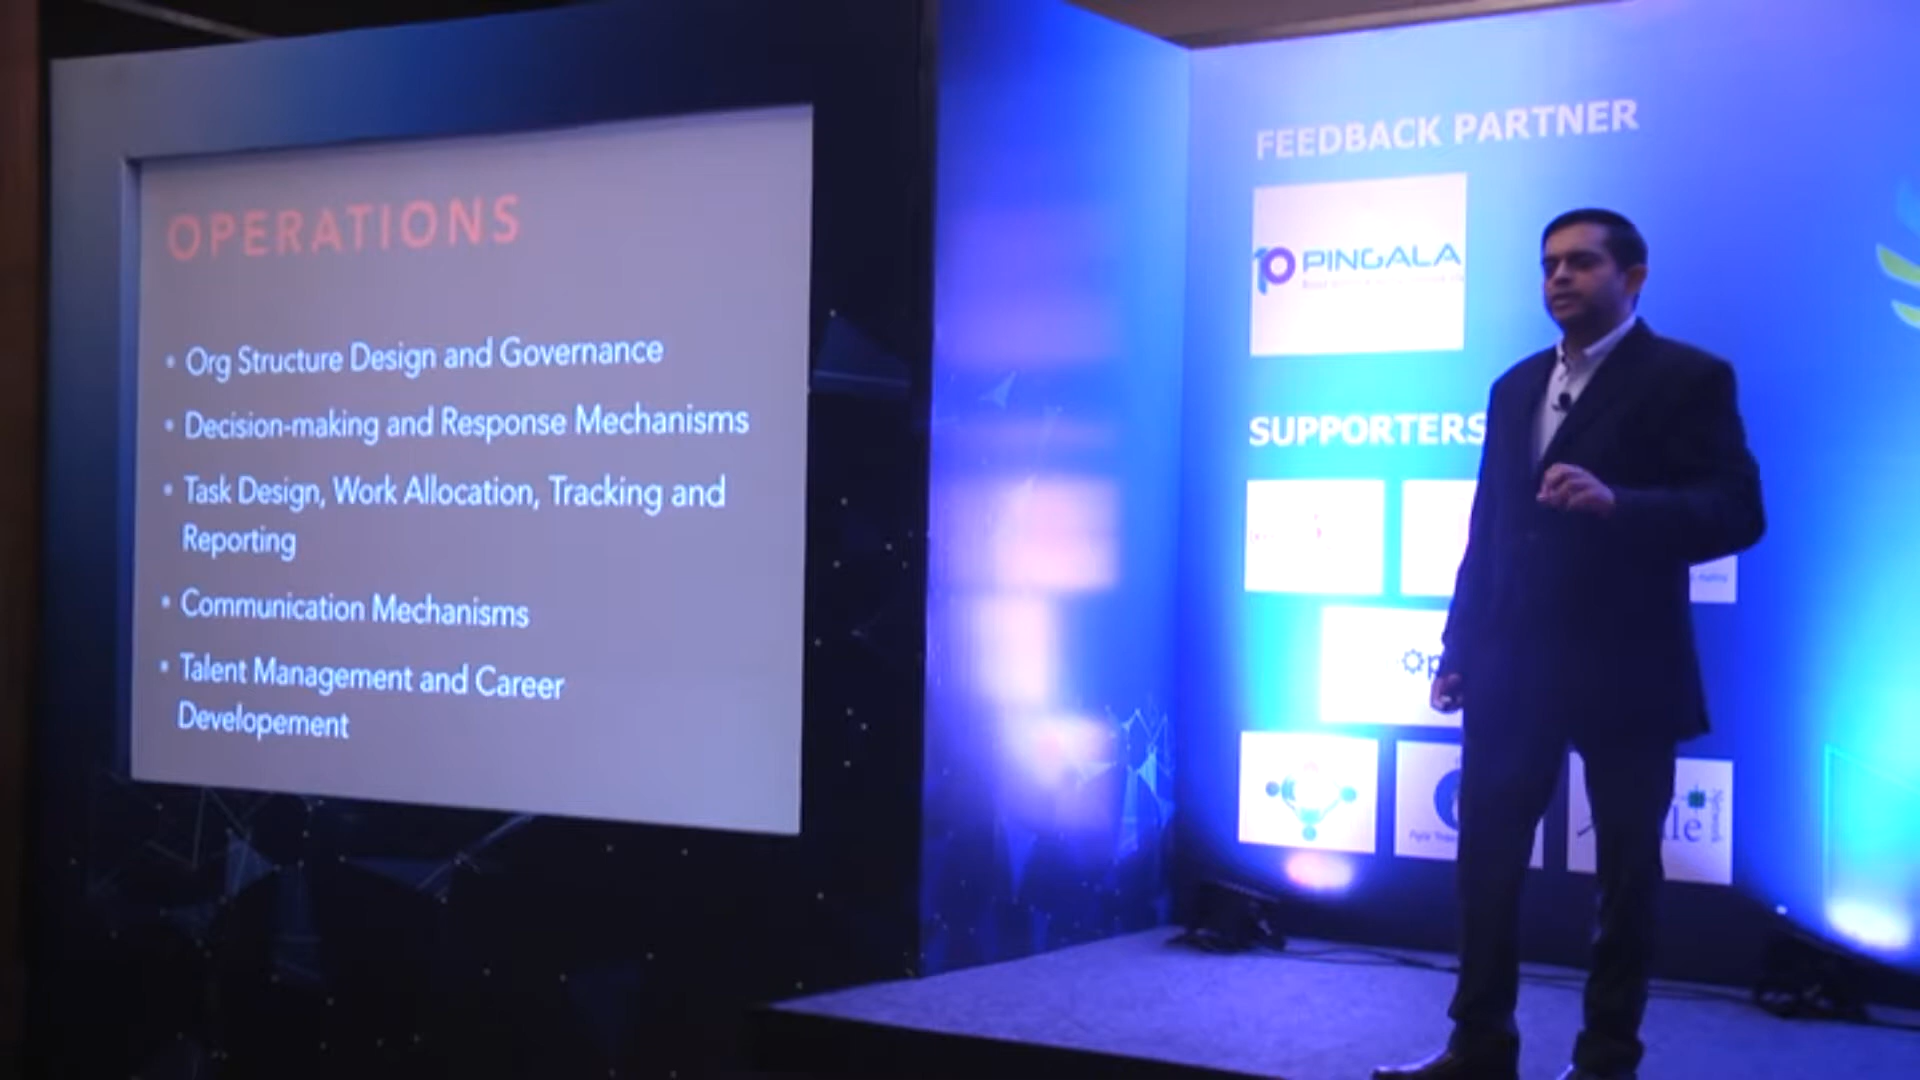 OPERATIONS
• Org Structure Design and Governance
• Decision-making and Response Mechanisms
• Task Design, Work Allocation, Tracking and
Reporting
• Communication Mechanisms
• Talent Management and Career
Developement
FEEDBACK PARTNER
PINGALA
SUPPORTERS
Network